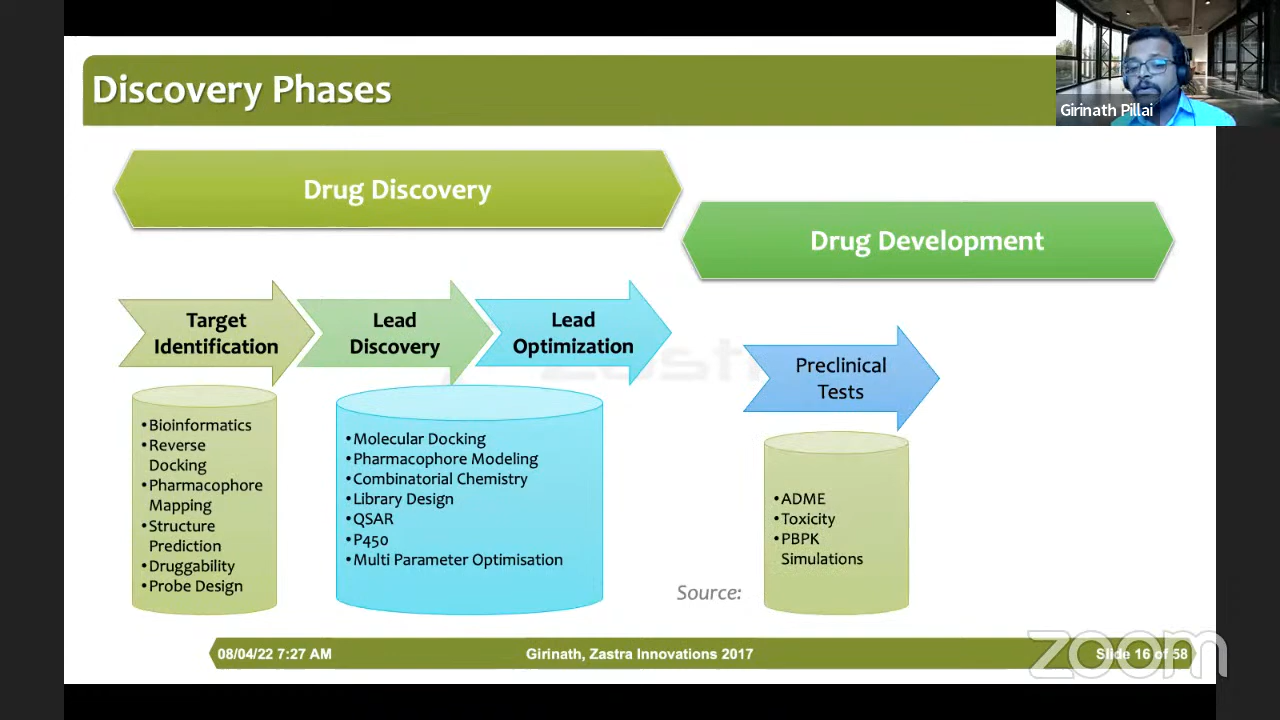 Discovery Phases
Girinath Pillai
Drug Discovery
Drug Development
Target
Identification
Lead
Discovery
Lead
Optimization
Preclinical
Tests
•Bioinformatics
•Reverse
Docking
•Pharmacophore
Mapping
•Structure
Prediction
•Druggability
•Probe Design
•Molecular Docking
•Pharmacophore Modeling
•Combinatorial Chemistry
•Library Design
•QSAR
•P450
•Multi Parameter Optimisation
•ADME
•Toxicity
•PBPK
Simulations
Source:
08/04/22 7:27 AM
Girinath, Zastra Innovations 2017
Slide 16 of 58
zoom